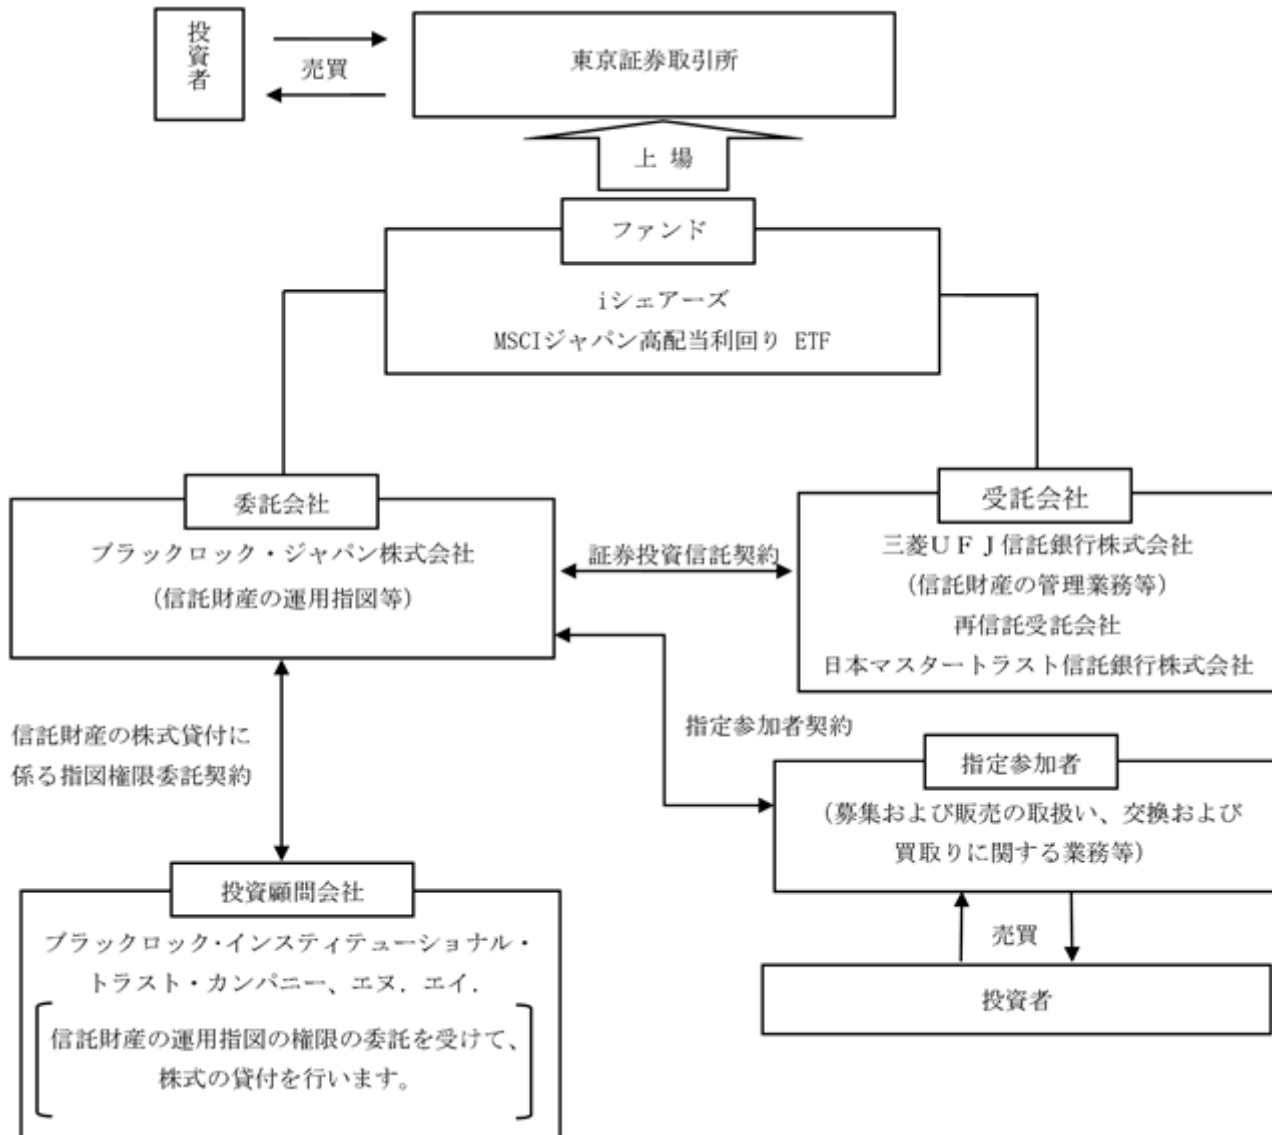 投資者
売買
東京証券取引所
上 場
ファンド
iシェアーズ
MSCIジャパン高配当利回り ETF
委託会社
ブラックロック・ジャパン株式会社
(信託財産の運用指図等)
証券投資信託契約
受託会社
三菱UFJ信託銀行株式会社
(信託財産の管理業務等)
再信託受託会社
日本マスタートラスト信託銀行株式会社
信託財産の株式貸付に
係る指図権限委託契約
指定参加者契約
指定参加者
(募集および販売の取扱い、交換および
買取りに関する業務等)
売買
投資者
投資顧問会社
ブラックロック・インスティテューショナル・
トラスト・カンパニー、エヌ. エイ.
信託財産の運用指図の権限の委託を受けて、
株式の貸付を行います。